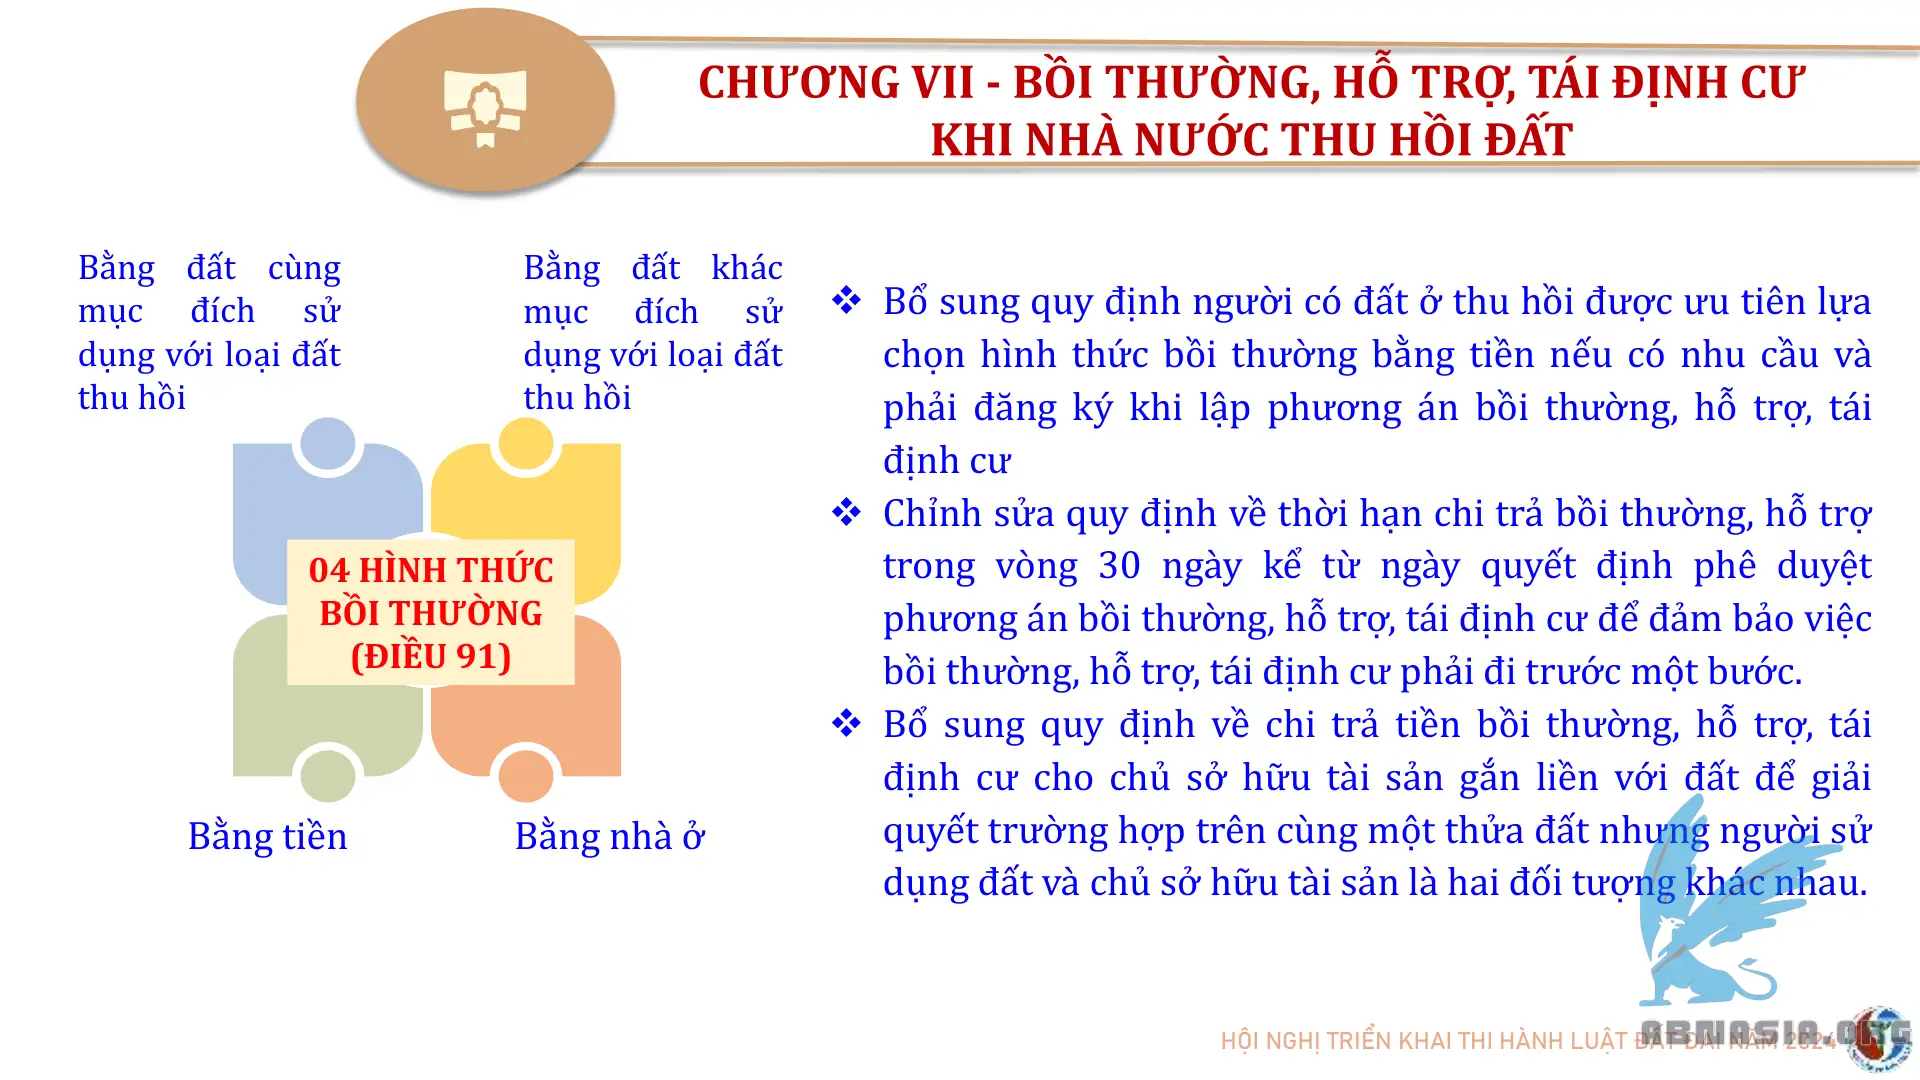 CHƯƠNG VII - BỒI THƯỜNG, HỖ TRỢ, TÁI ĐỊNH CƯ
KHI NHÀ NƯỚC THU HỒI ĐẤT
Bằng đất cùng
mục đích sử
dụng với loại đất
thu hồi
Bằng đất khác
mục đích sử
dụng với loại đất
thu hồi
04 HÌNH THỨC
BỒI THƯỜNG
(ĐIỀU 91)
Bằng tiền
Bằng nhà ở
❖ Bổ sung quy định người có đất ở thu hồi được ưu tiên lựa
chọn hình thức bồi thường bằng tiền nếu có nhu cầu và
phải đăng ký khi lập phương án bồi thường, hỗ trợ, tái
định cư
❖ Chỉnh sửa quy định về thời hạn chi trả bồi thường, hỗ trợ
trong vòng 30 ngày kể từ ngày quyết định phê duyệt
phương án bồi thường, hỗ trợ, tái định cư để đảm bảo việc
bồi thường, hỗ trợ, tái định cư phải đi trước một bước.
❖ Bổ sung quy định về chi trả tiền bồi thường, hỗ trợ, tái
định cư cho chủ sở hữu tài sản gắn liền với đất để giải
quyết trường hợp trên cùng một thửa đất nhưng người sử
dụng đất và chủ sở hữu tài sản là hai đối tượng khác nhau.
HỘI NGHỊ TRIỂN KHAI THI HÀNH LUẬT ĐẤT ĐAI NĂM 2024
ABMASIA.ORG